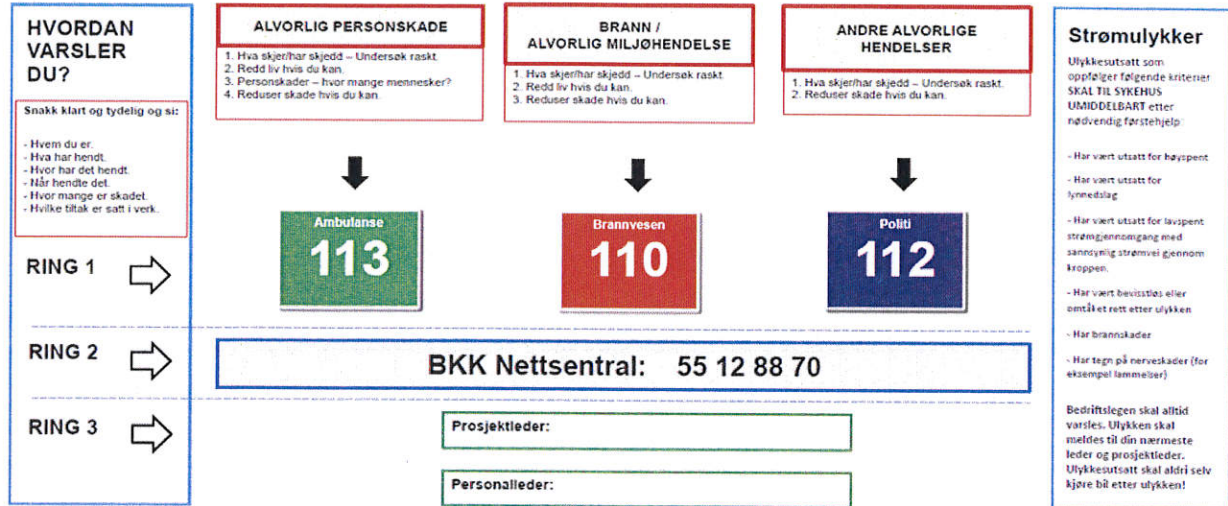 HVORDAN
VARSLER
DU?
Snakk klart og tydelig og si:
- Hvem du er.
- Hva har hendt.
- Hvor har det hendt.
- Når hendte det.
- Hvor mange er skadet.
- Hvilke tiltak er satt i verk.
RING 1
RING 2
RING 3
ALVORLIG PERSONSKADE
1. Hva skjer/har skjedd – Undersøk raskt.
2. Redd liv hvis du kan.
3. Personskader – hvor mange mennesker?
4. Reduser skade hvis du kan.
Ambulanse
113
BRANN /
ALVORLIG MILJØHENDELSE
1. Hva skjer/har skjedd – Undersøk raskt.
2. Redd liv hvis du kan.
3. Reduser skade hvis du kan.
Brannvesen
110
ANDRE ALVORLIGE
HENDELSER
1. Hva skjer/har skjedd – Undersøk raskt.
2. Reduser skade hvis du kan.
Politi
112
BKK Nettsentral: 55 12 88 70
Prosjektleder:
Personalleder:
Strømulykker
Ulykkesutsatt som
oppfølger følgende kriterier
SKAL TIL SYKEHUS
UMIDDELBART etter
nødvendig førstehjelp:
- Har vært utsatt for høyspent
- Har vært utsatt for
lynnedslag
- Har vært utsatt for lavspent
strømgjennomgang med
sannsynlig strømvei gjennom
kroppen.
- Har vært bevisstløs eller
omtåket rett etter ulykken
- Har brannskader
- Har tegn på nerveskader (for
eksempel lammelser)
Bedriftslegen skal alltid
varsles. Ulykken skal
meldes til din nærmeste
leder og prosjektleder.
Ulykkesutsatt skal aldri selv
kjøre bil etter ulykken!